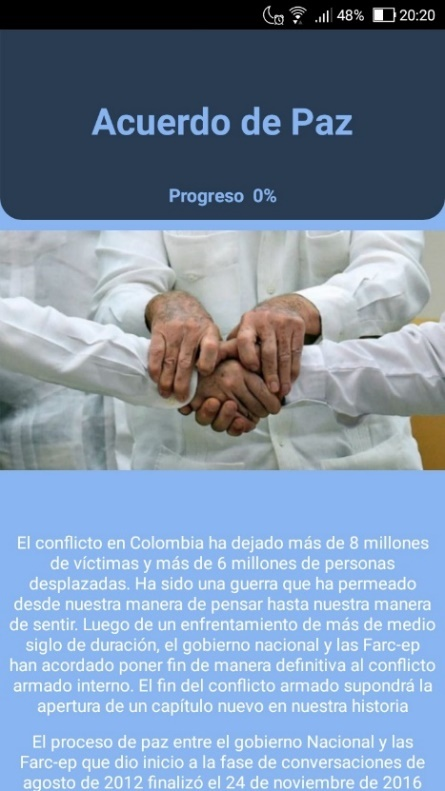 48% 20:20
Acuerdo de Paz
Progreso 0%
El conflicto en Colombia ha dejado más de 8 millones
de víctimas y más de 6 millones de personas
desplazadas. Ha sido una guerra que ha permeado
desde nuestra manera de pensar hasta nuestra manera
de sentir. Luego de un enfrentamiento de más de medio
siglo de duración, el gobierno nacional y las Farc-ep
han acordado poner fin de manera definitiva al conflicto
armado interno. El fin del conflicto armado supondrá la
apertura de un capítulo nuevo en nuestra historia
El proceso de paz entre el gobierno Nacional y las
Farc-ep que dio inicio a la fase de conversaciones de
agosto de 2012 finalizó el 24 de noviembre de 2016